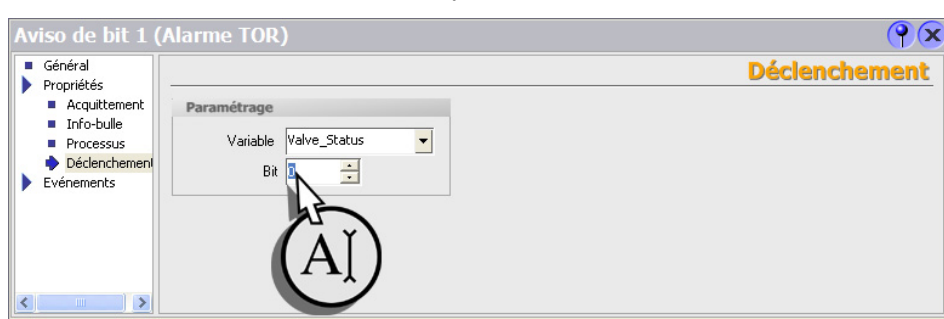 Aviso de bit 1 (Alarme TOR)
Général
Propriétés
Acquittement
Info-bulle
Processus
Déclenchement
Evénements
Déclenchement
Paramétrage
Variable Valve_Status
Bit 0
A